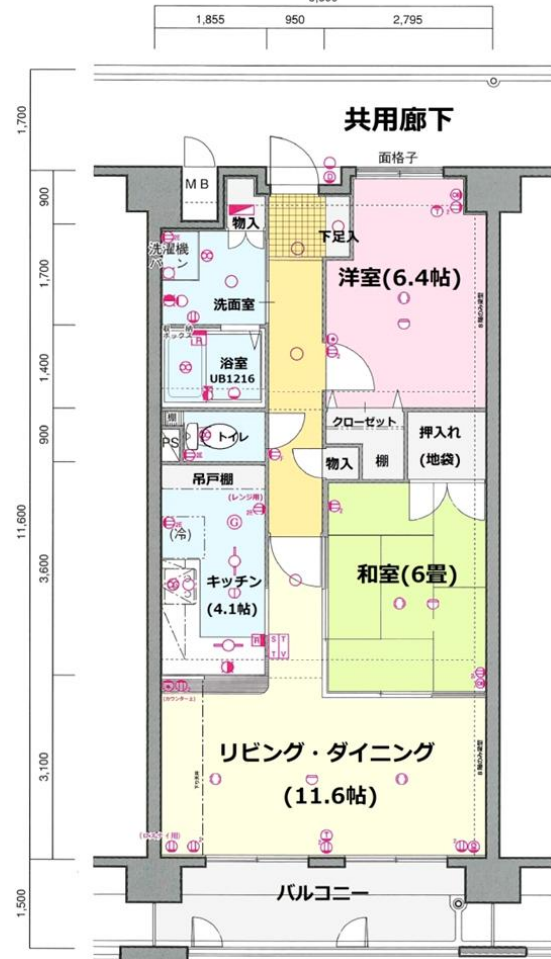 1,855
950
2,795
1,700
共用廊下
面格子
MB
900
物入
下足入
洗濯機
パン
洋室(6.4帖)
1,700
洗面室
浴室
UB1216
1,400
棚
トイレ
クローゼット
押入れ
(地袋)
PS
900
物入
棚
吊戸棚
11,600
(レンジ用)
(冷)
G
和室(6畳)
3,600
キッチン
(4.1帖)
S T
T V
リビング・ダイニング
(11.6帖)
3,100
バルコニー
1,500